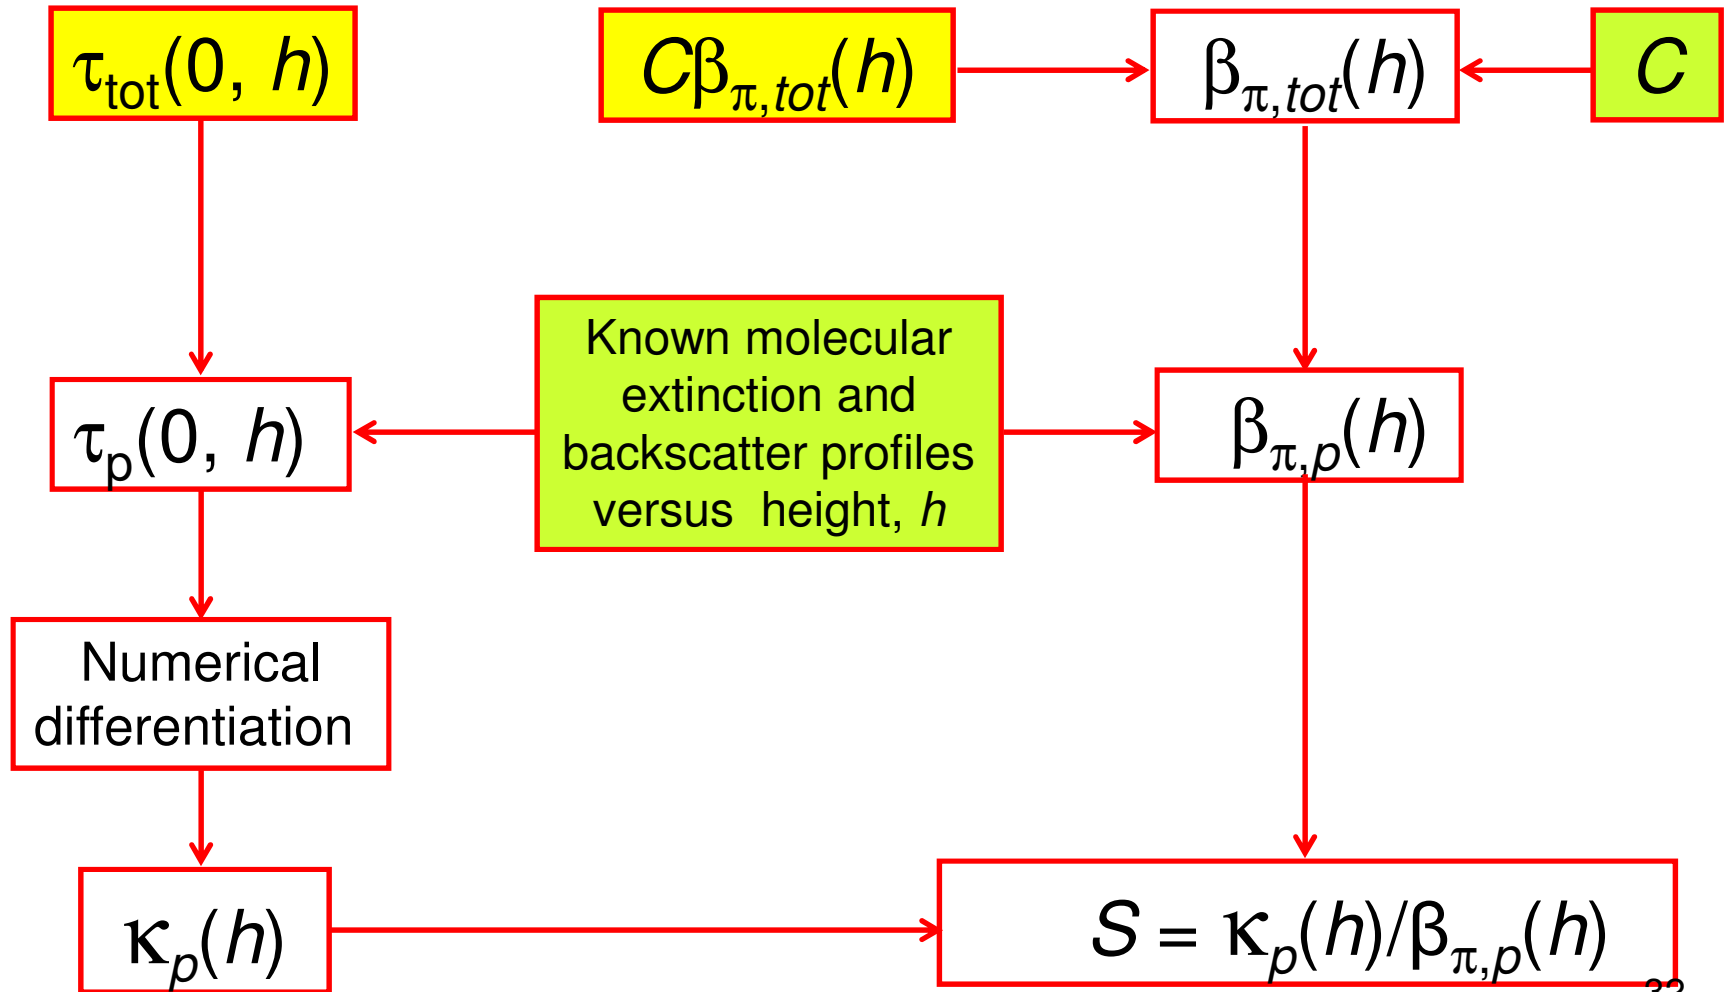 τtot(0, h)
Cβπ,tot(h)
βπ,tot(h)
C
Known molecular
extinction and
backscatter profiles
versus height, h
τp(0, h)
βπ,p(h)
Numerical
differentiation
κp(h)
S = κp(h)/βπ,p(h)